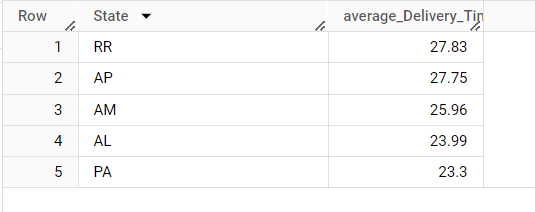 Row State average_Delivery_Tin
1 RR 27.83
2 AP 27.75
3 AM 25.96
4 AL 23.99
5 PA 23.3